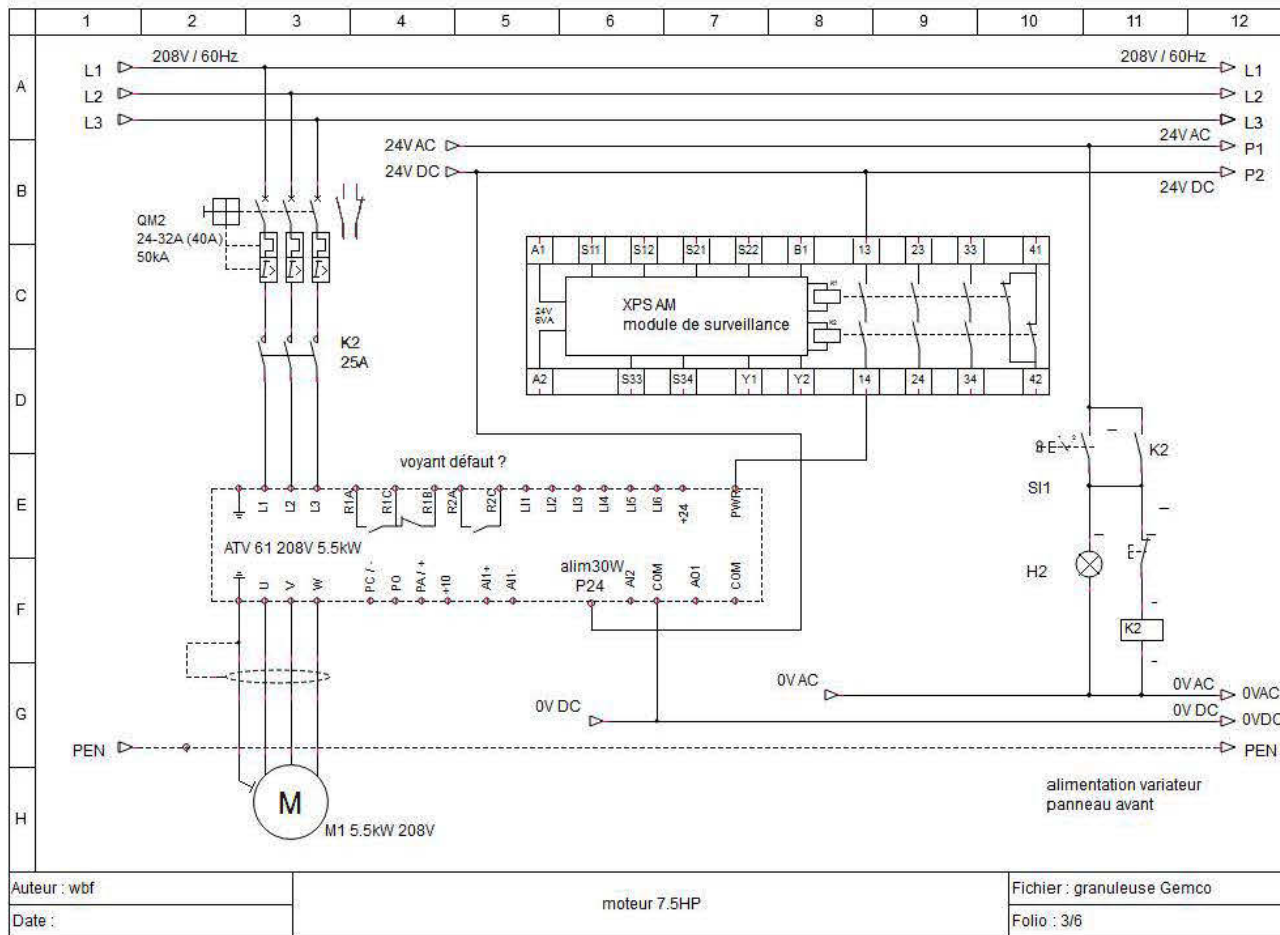 1 2 3 4 5 6 7 8 9 10 11 12
A
B
C
D
E
F
G
H
208V / 60Hz
208V / 60Hz
L1
L1
L2
L2
L3
L3
24V AC
24V AC
P1
24V DC
P2
24V DC
QM2
24-32A (40A)
50kA
A1 S11 S12 S21 S22 B1 13 23 33 41
24V
6VA
XPS AM
module de surveillance
A2 S33 S34 Y1 Y2 14 24 34 42
K2
25A
K2
SI1
voyant défaut ?
L1 L2 L3 R1A R1C R1B R2A R2C LI1 LI2 LI3 LI4 LI5 LI6 +24 PWR
ATV 61 208V 5.5kW
alim30W
P24
U V W PC / - PO PA / + +10 AI1+ AI1- AI2 COM AO1 COM
H2
K2
0V AC
0V AC
0VAC
0V DC
0V DC
0VDC
PEN
PEN
M
M1 5.5kW 208V
alimentation variateur
panneau avant
Auteur : wbf
Date :
moteur 7.5HP
Fichier : granuleuse Gemco
Folio : 3/6